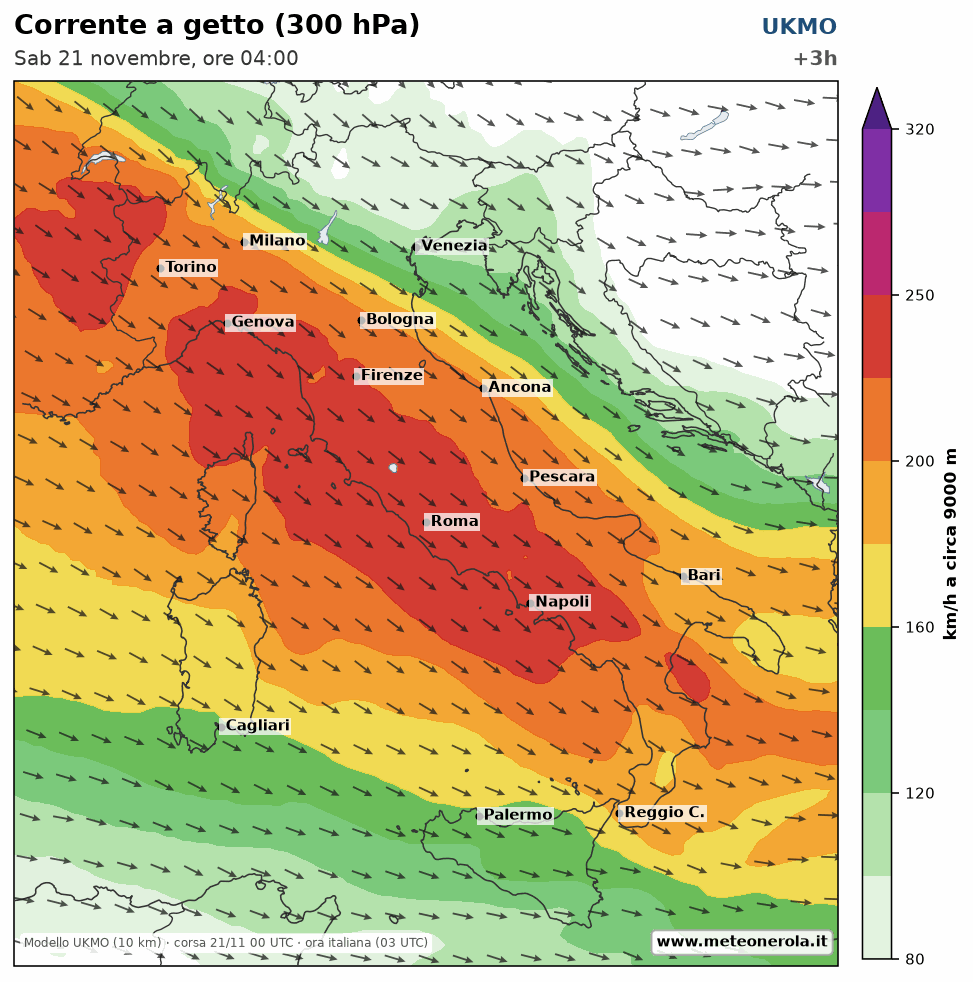 Corrente a getto (300 hPa)
UKMO
Sab 21 novembre, ore 04:00
+3h
Milano
Venezia
Torino
Genova
Bologna
Firenze
Ancona
Pescara
Roma
Bari
Napoli
Cagliari
Palermo
Reggio C.
320
250
200
160
120
80
km/h a circa 9000 m
Modello UKMO (10 km) · corsa 21/11 00 UTC · ora italiana (03 UTC)
www.meteonerola.it